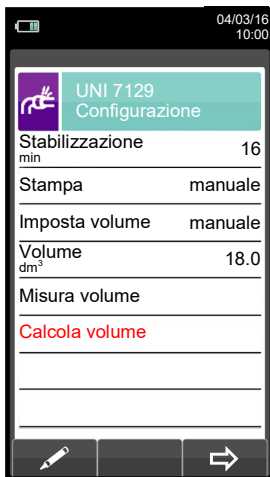 04/03/16
10:00
UNI 7129
Configurazione
Stabilizzazione 16
min
Stampa manuale
Imposta volume manuale
Volume 18.0
dm³
Misura volume
Calcola volume